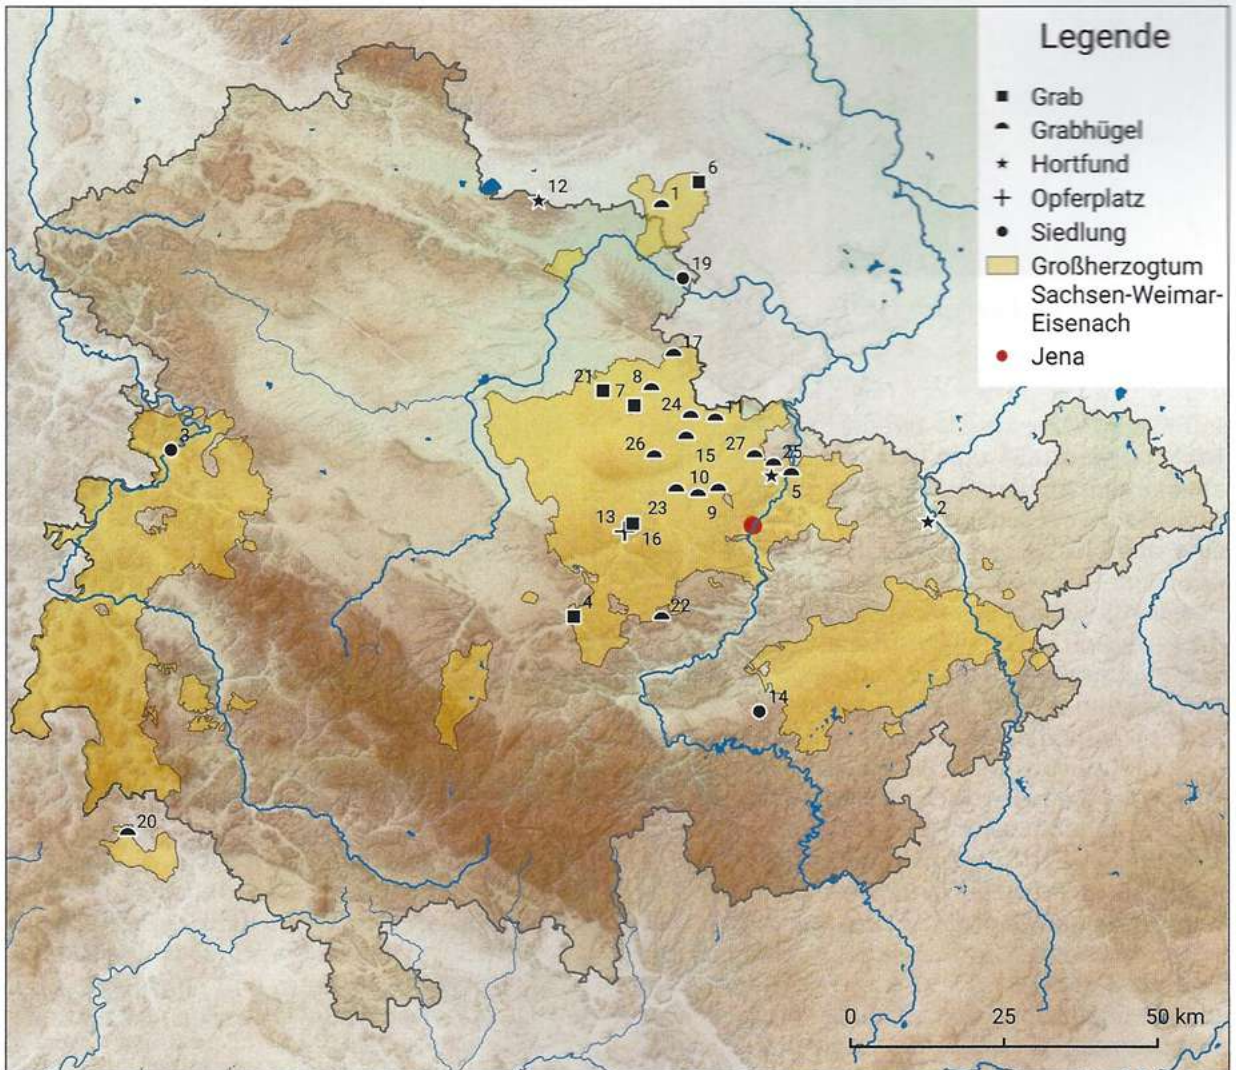 Legende
Grab
Grabhügel
Hortfund
Opferplatz
Siedlung
Großherzogtum
Sachsen-Weimar-
Eisenach
Jena
6
12
1
19
17
21
8
7
24
11
3
26
15
27
25
10
5
23
9
13
2
16
4
22
14
20
0
25
50 km